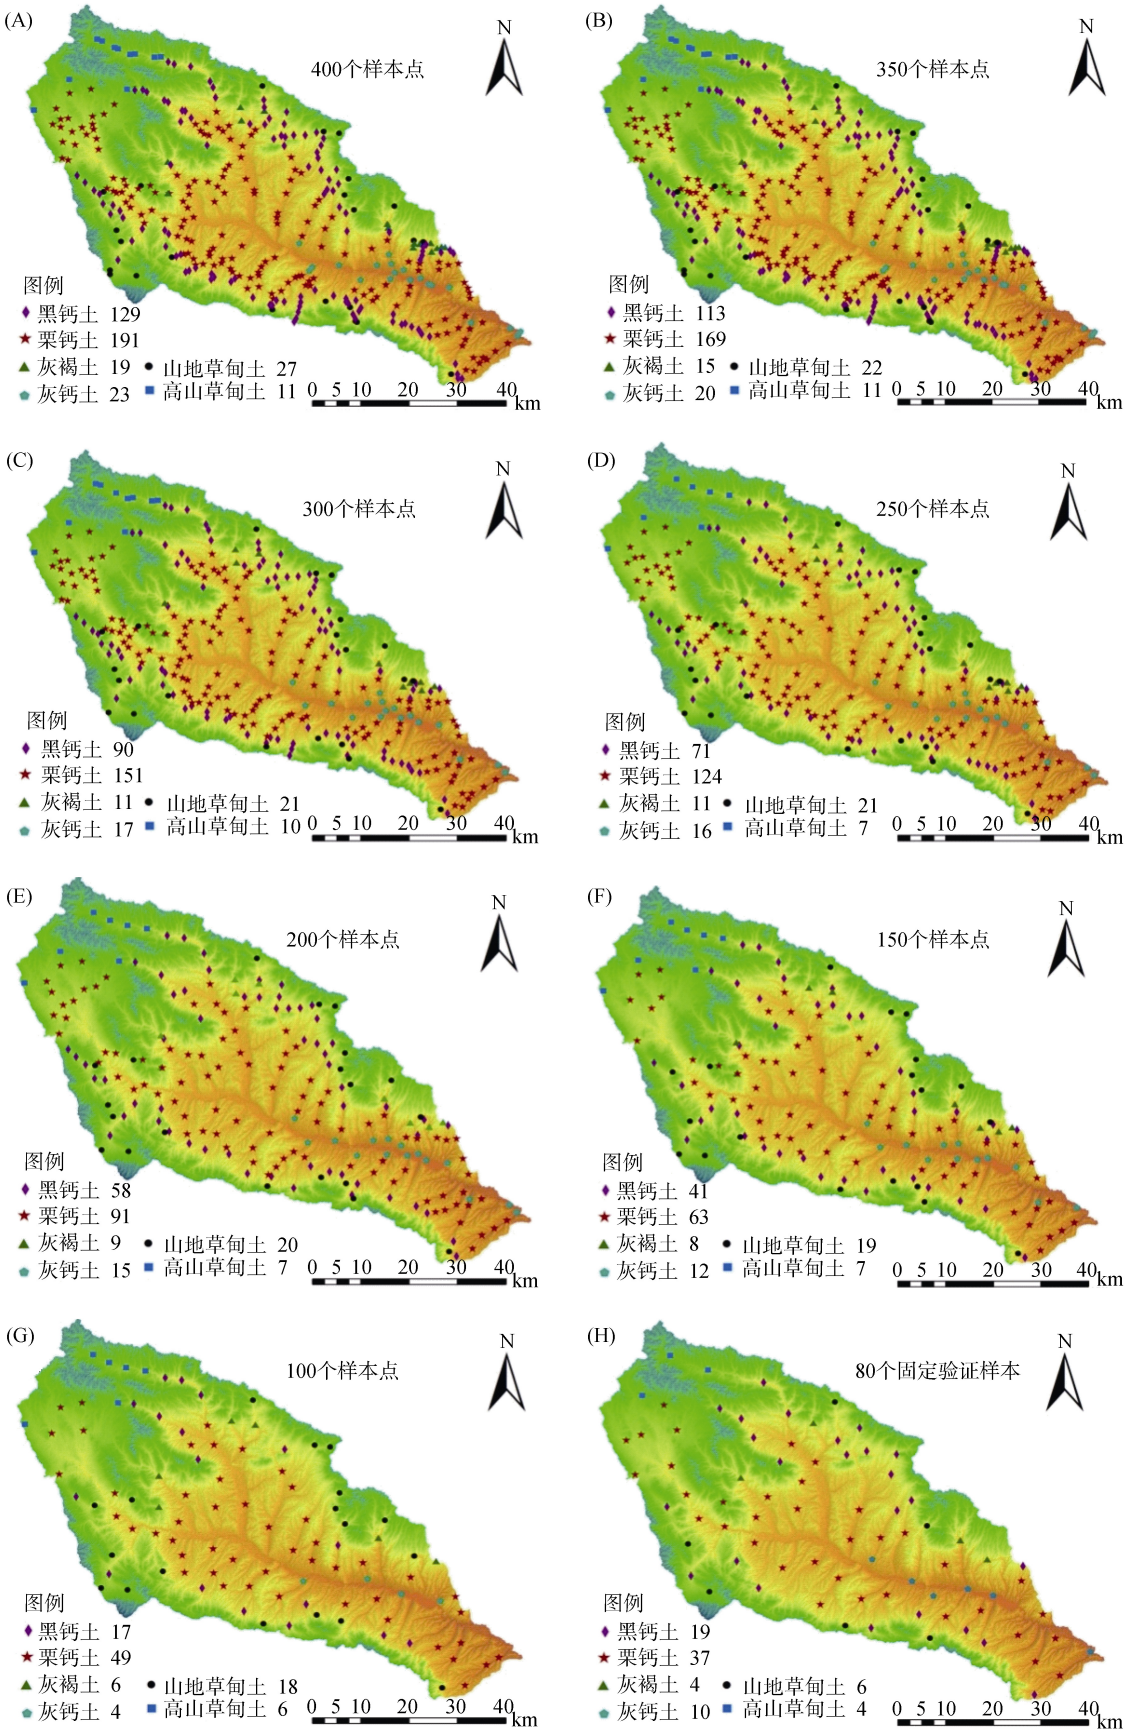 (A)
400个样本点
N
图例
黑钙土 129
栗钙土 191
灰褐土 19
山地草甸土 27
灰钙土 23
高山草甸土 11
0 5 10 20 30 40 km
(B)
350个样本点
N
图例
黑钙土 113
栗钙土 169
灰褐土 15
山地草甸土 22
灰钙土 20
高山草甸土 11
0 5 10 20 30 40 km
(C)
300个样本点
N
图例
黑钙土 90
栗钙土 151
灰褐土 11
山地草甸土 21
灰钙土 17
高山草甸土 10
0 5 10 20 30 40 km
(D)
250个样本点
N
图例
黑钙土 71
栗钙土 124
灰褐土 11
山地草甸土 21
灰钙土 16
高山草甸土 7
0 5 10 20 30 40 km
(E)
200个样本点
N
图例
黑钙土 58
栗钙土 91
灰褐土 9
山地草甸土 20
灰钙土 15
高山草甸土 7
0 5 10 20 30 40 km
(F)
150个样本点
N
图例
黑钙土 41
栗钙土 63
灰褐土 8
山地草甸土 19
灰钙土 12
高山草甸土 7
0 5 10 20 30 40 km
(G)
100个样本点
N
图例
黑钙土 17
栗钙土 49
灰褐土 6
山地草甸土 18
灰钙土 4
高山草甸土 6
0 5 10 20 30 40 km
(H)
80个固定验证样本
N
图例
黑钙土 19
栗钙土 37
灰褐土 4
山地草甸土 6
灰钙土 10
高山草甸土 4
0 5 10 20 30 40 km